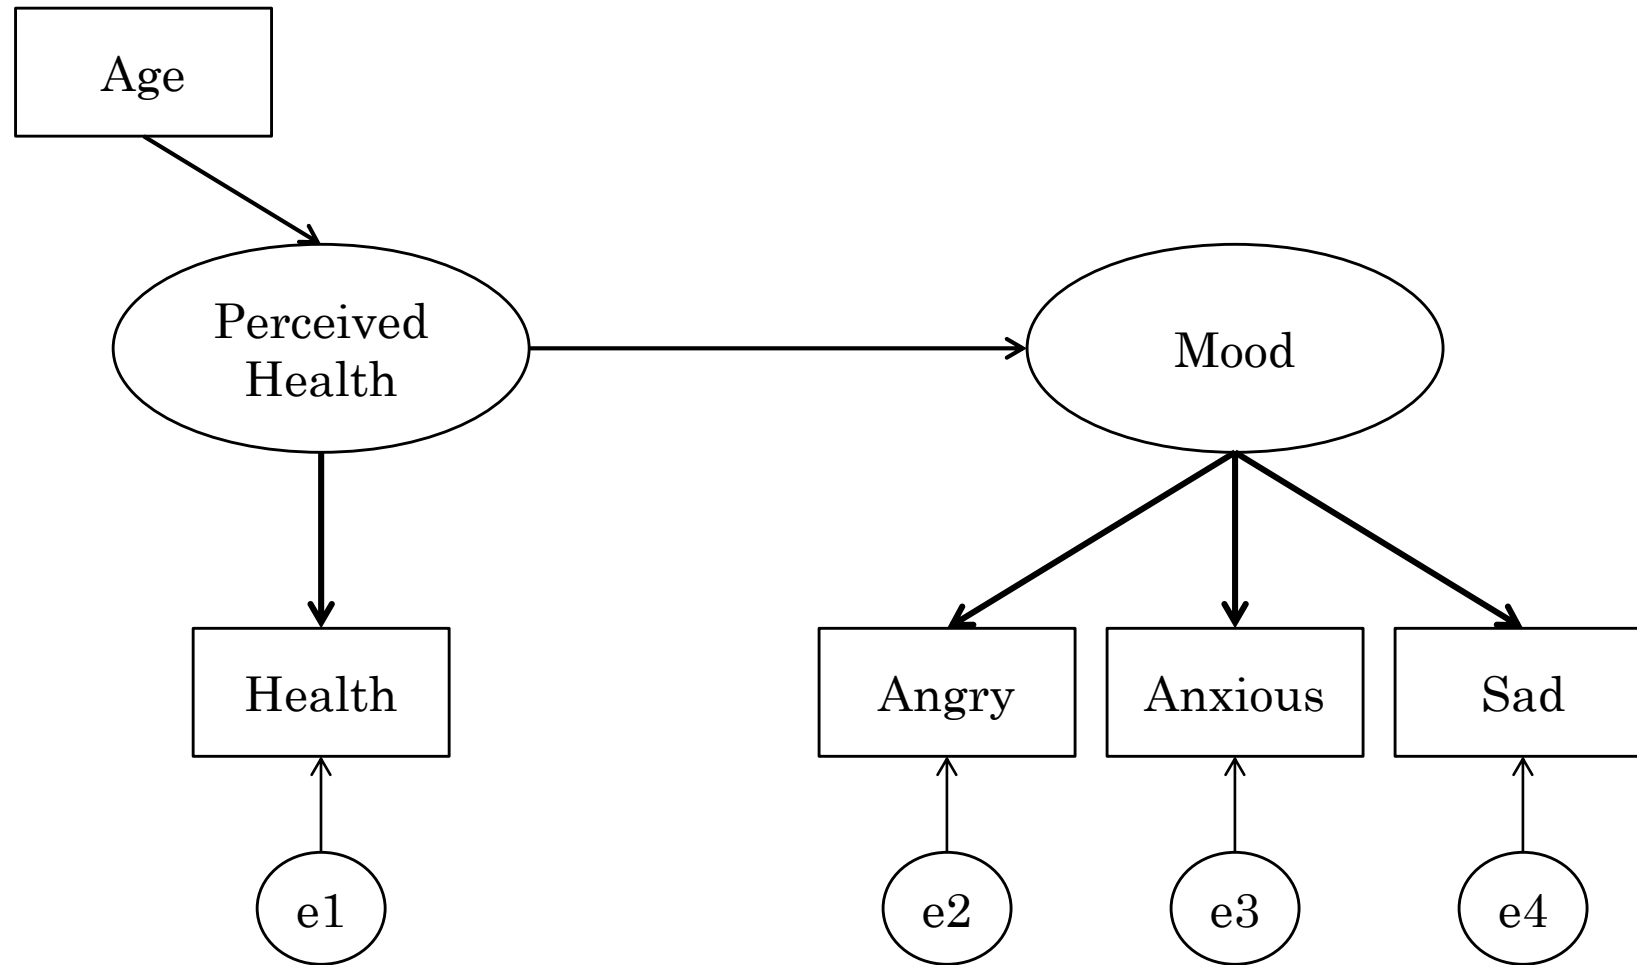 Age
Perceived
Health
Mood
Health
Angry
Anxious
Sad
e1
e2
e3
e4